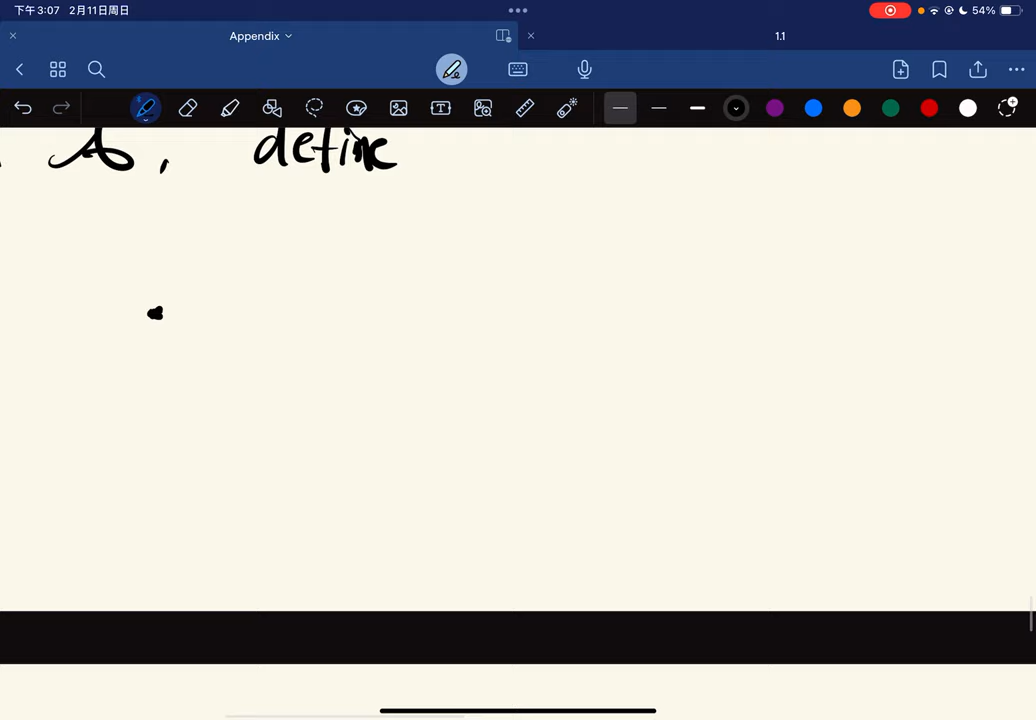 下午3:07 2月11日周日 54%
Appendix 1.1
A, define